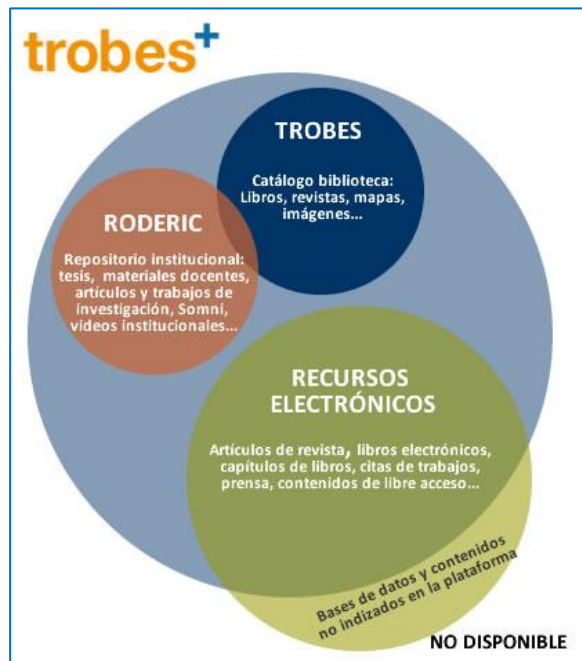 trobes+
TROBES
Catálogo biblioteca:
Libros, revistas, mapas,
imágenes...
RODERIC
Repositorio institucional:
tesis, materiales docentes,
artículos y trabajos de
investigación, Somni,
vídeos institucionales...
RECURSOS
ELECTRÓNICOS
Artículos de revista, libros electrónicos,
capítulos de libros, citas de trabajos,
prensa, contenidos de libre acceso...
Bases de datos y contenidos
no indizados en la plataforma
NO DISPONIBLE